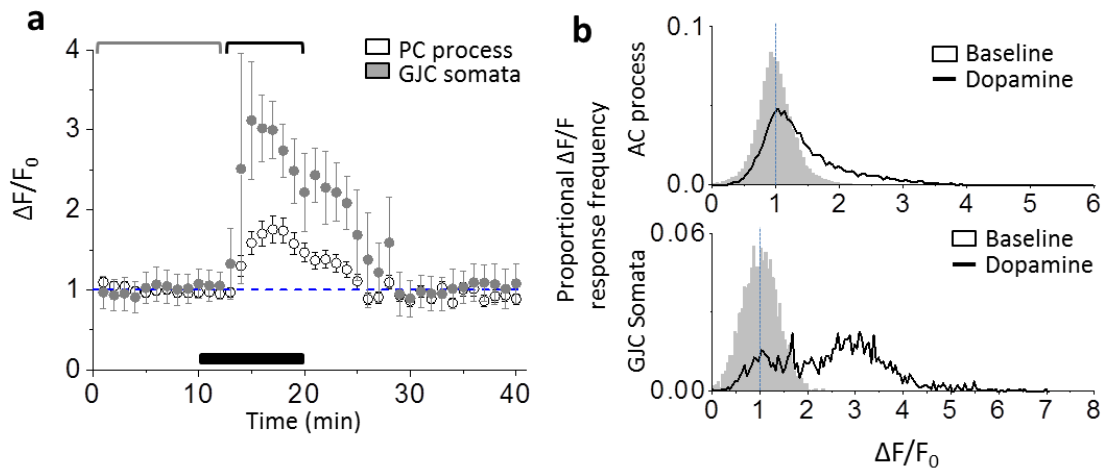 a
4
3
2
1
0
ΔF/F0
0
10
20
30
40
Time (min)
PC process
GJC somata
b
Proportional ΔF/F
response frequency
AC process
0.1
0.0
Baseline
Dopamine
0 1 2 3 4 5 6
GJC Somata
0.06
0.00
Baseline
Dopamine
0 1 2 3 4 5 6 7 8
ΔF/F0